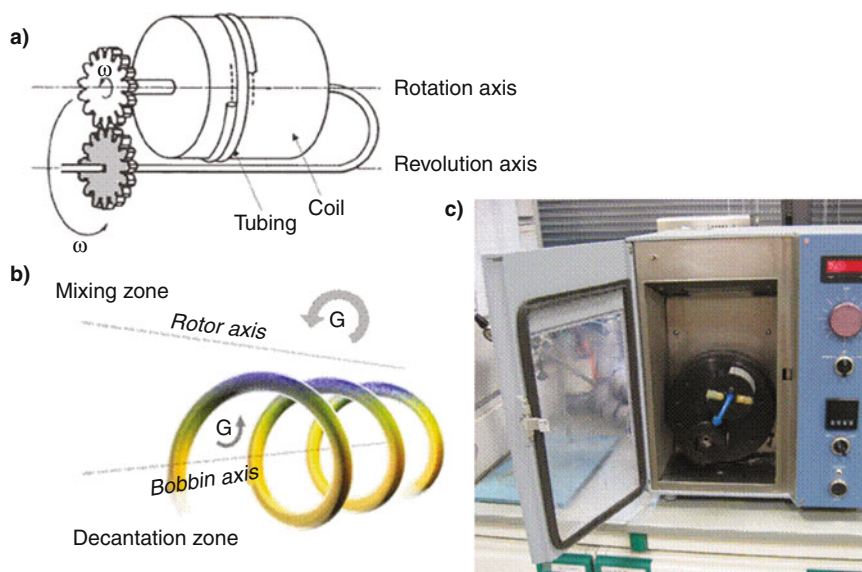 a)
ω
Rotation axis
Revolution axis
Coil
Tubing
ω
b)
Mixing zone
G
Rotor axis
G
Bobbin axis
Decantation zone
c)